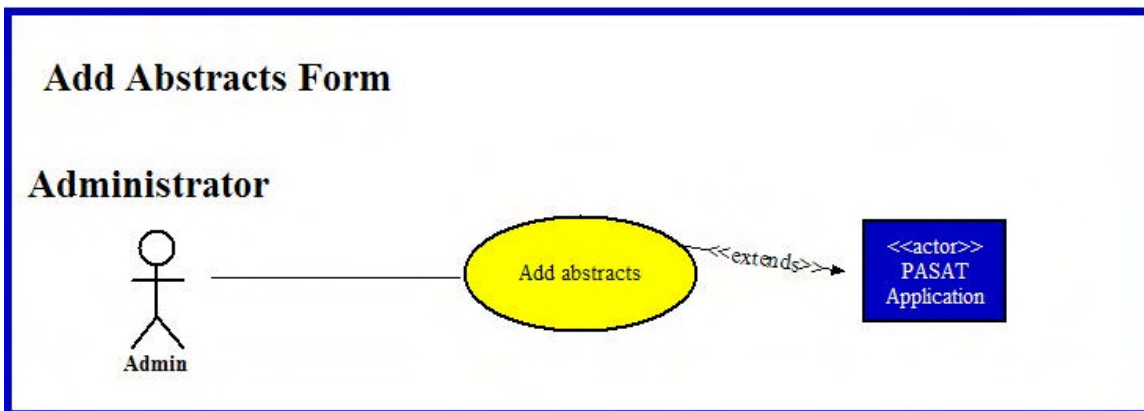 Add Abstracts Form
Administrator
Admin
Add abstracts
<<extends>>
<<actor>>
PASAT
Application